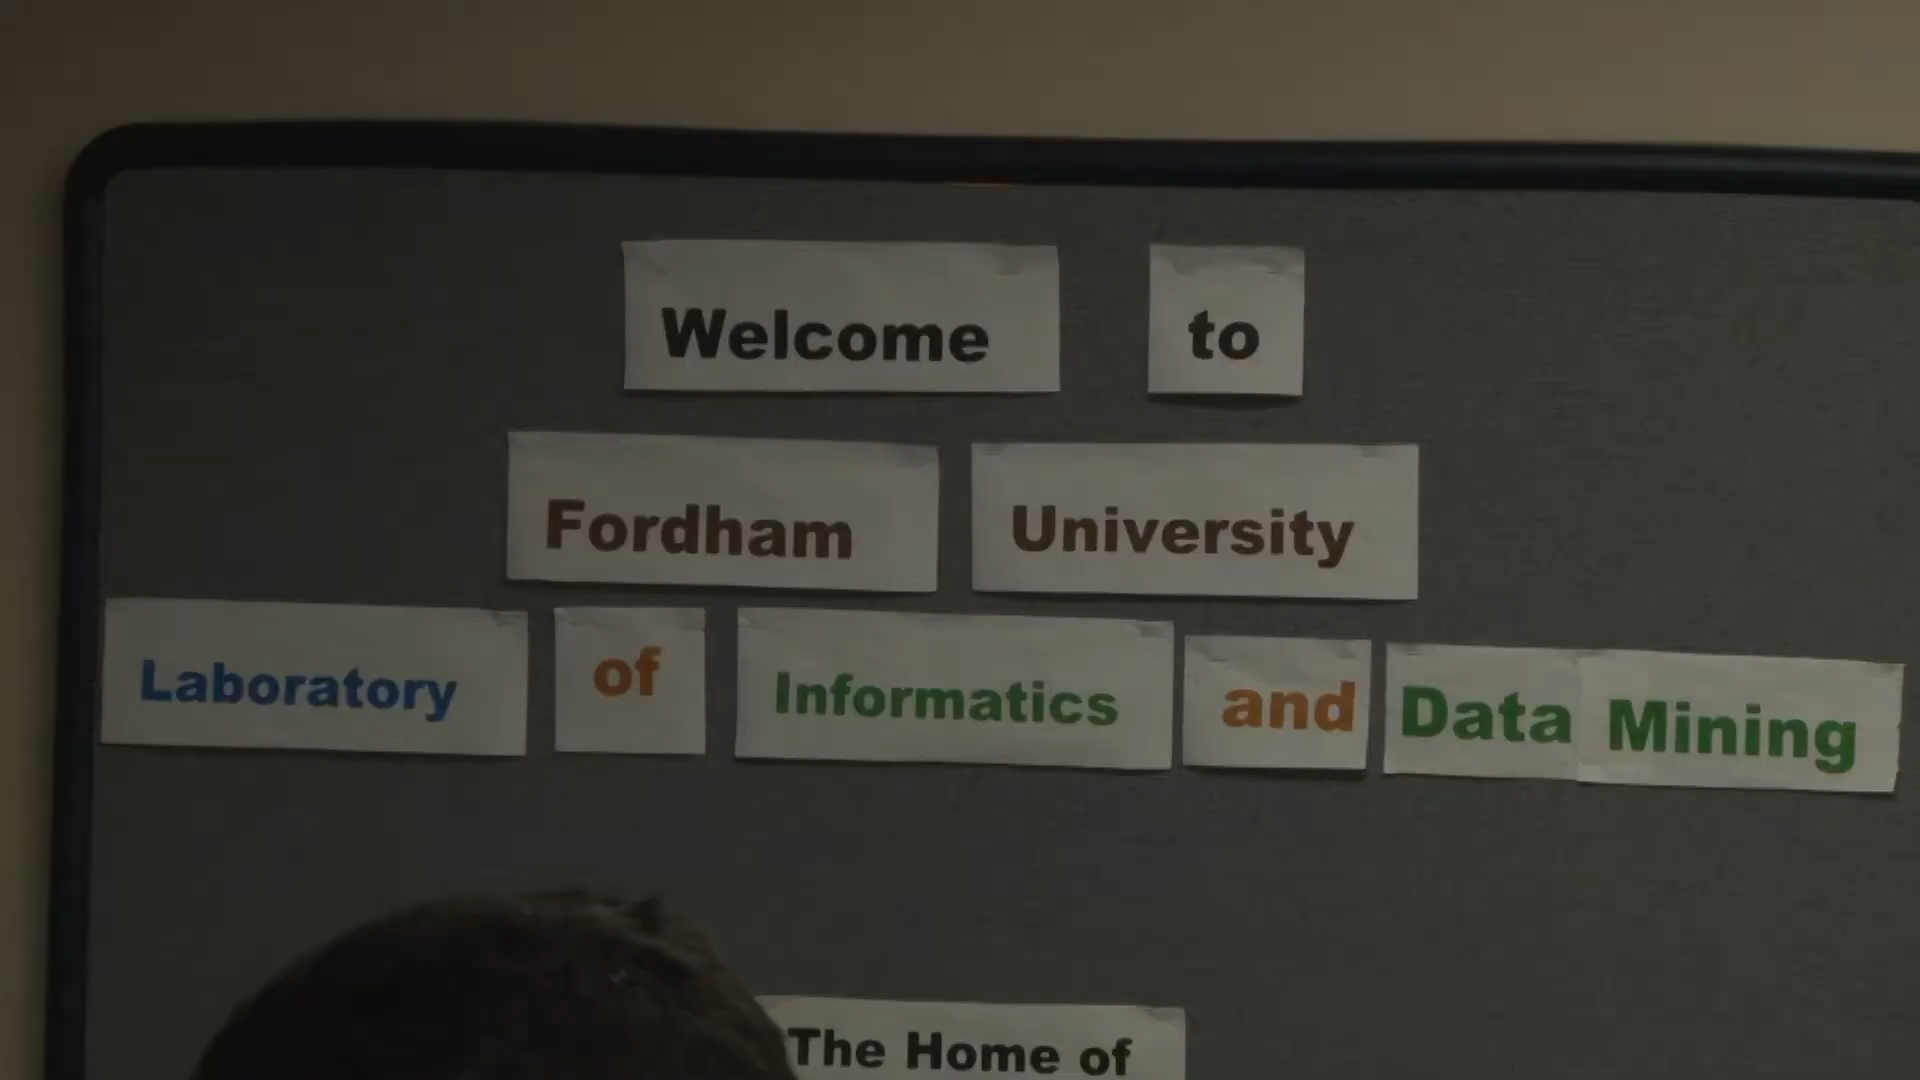 Welcome to
Fordham University
Laboratory of Informatics and Data Mining
The Home of